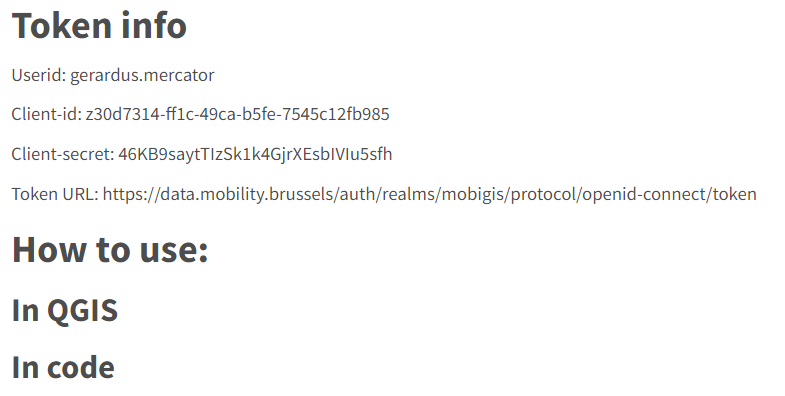 Token info
Userid: gerardus.mercator
Client-id: z30d7314-ff1c-49ca-b5fe-7545c12fb985
Client-secret: 46KB9saytTIzSk1k4GjrXEsbIVIu5sfh
Token URL: https://data.mobility.brussels/auth/realms/mobigis/protocol/openid-connect/token
How to use:
In QGIS
In code